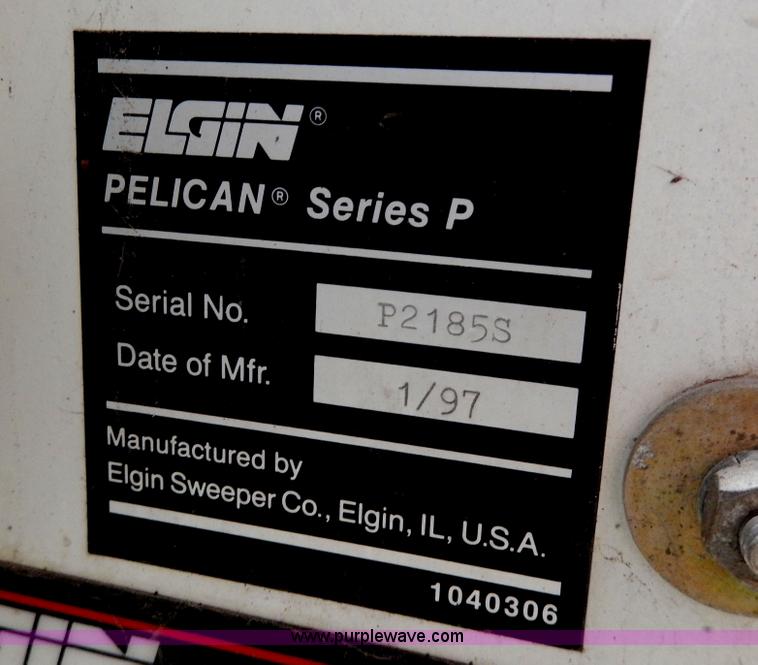 ELGIN®
PELICAN® Series P
Serial No. P2185S
Date of Mfr. 1/97
Manufactured by
Elgin Sweeper Co., Elgin, IL, U.S.A.
1040306
www.purplewave.com